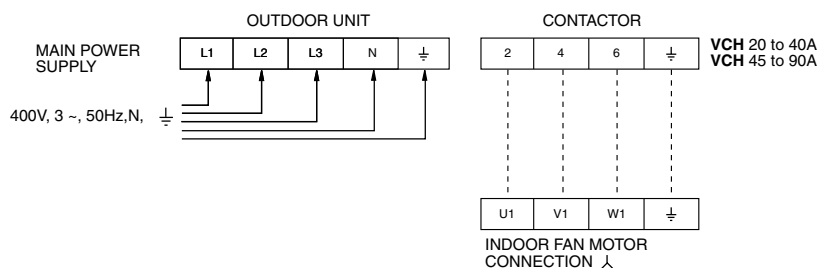 OUTDOOR UNIT
CONTACTOR
MAIN POWER
SUPPLY
L1 L2 L3 N
2 4 6
VCH 20 to 40A
VCH 45 to 90A
400V, 3 ~, 50Hz,N,
U1 V1 W1
INDOOR FAN MOTOR
CONNECTION